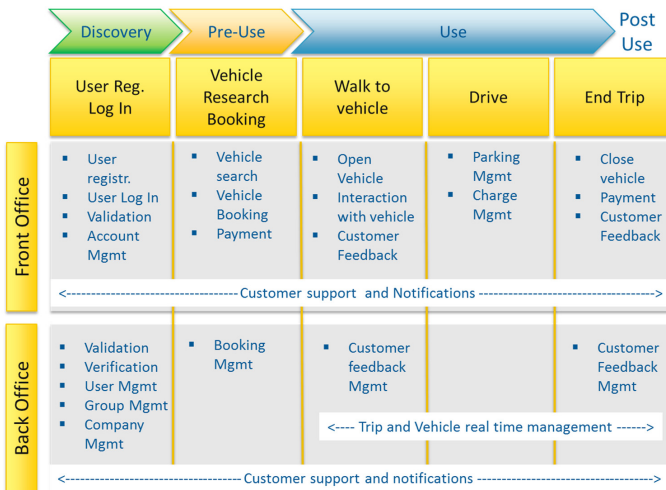 Discovery
Pre-Use
Use
Post
Use
User Reg.
Log In
Vehicle
Research
Booking
Walk to
vehicle
Drive
End Trip
Front Office
▪ User
registr.
▪ User Log In
▪ Validation
▪ Account
Mgmt
▪ Vehicle
search
▪ Vehicle
Booking
▪ Payment
▪ Open
Vehicle
▪ Interaction
with vehicle
▪ Customer
Feedback
▪ Parking
Mgmt
▪ Charge
Mgmt
▪ Close
vehicle
▪ Payment
▪ Customer
Feedback
<----------------------------------Customer support and Notifications----------------------------------->
Back Office
▪ Validation
▪ Verification
▪ User Mgmt
▪ Group Mgmt
▪ Company
Mgmt
▪ Booking
Mgmt
▪ Customer
feedback
Mgmt
▪ Customer
Feedback
Mgmt
<---- Trip and Vehicle real time management ------>
<----------------------------------Customer support and notifications----------------------------------->